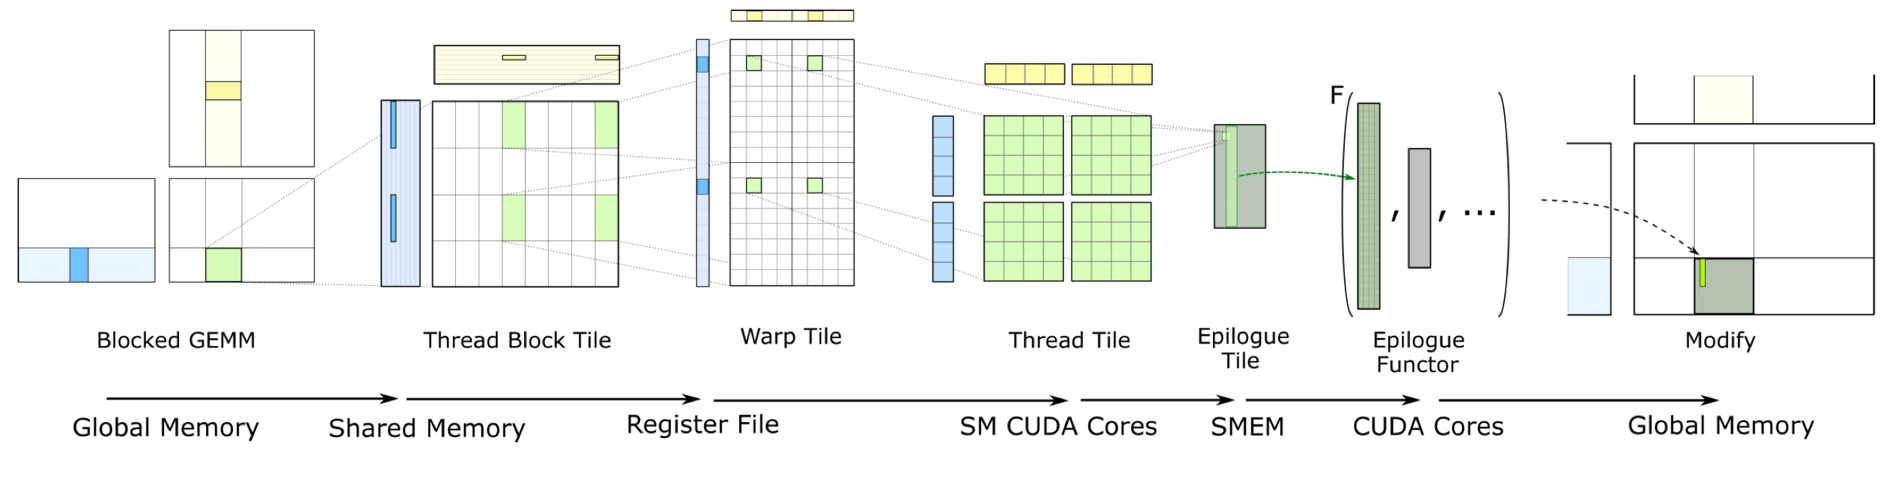 F
, , ...
Blocked GEMM
Thread Block Tile
Warp Tile
Thread Tile
Epilogue
Tile
Epilogue
Functor
Modify
Global Memory
Shared Memory
Register File
SM CUDA Cores
SMEM
CUDA Cores
Global Memory